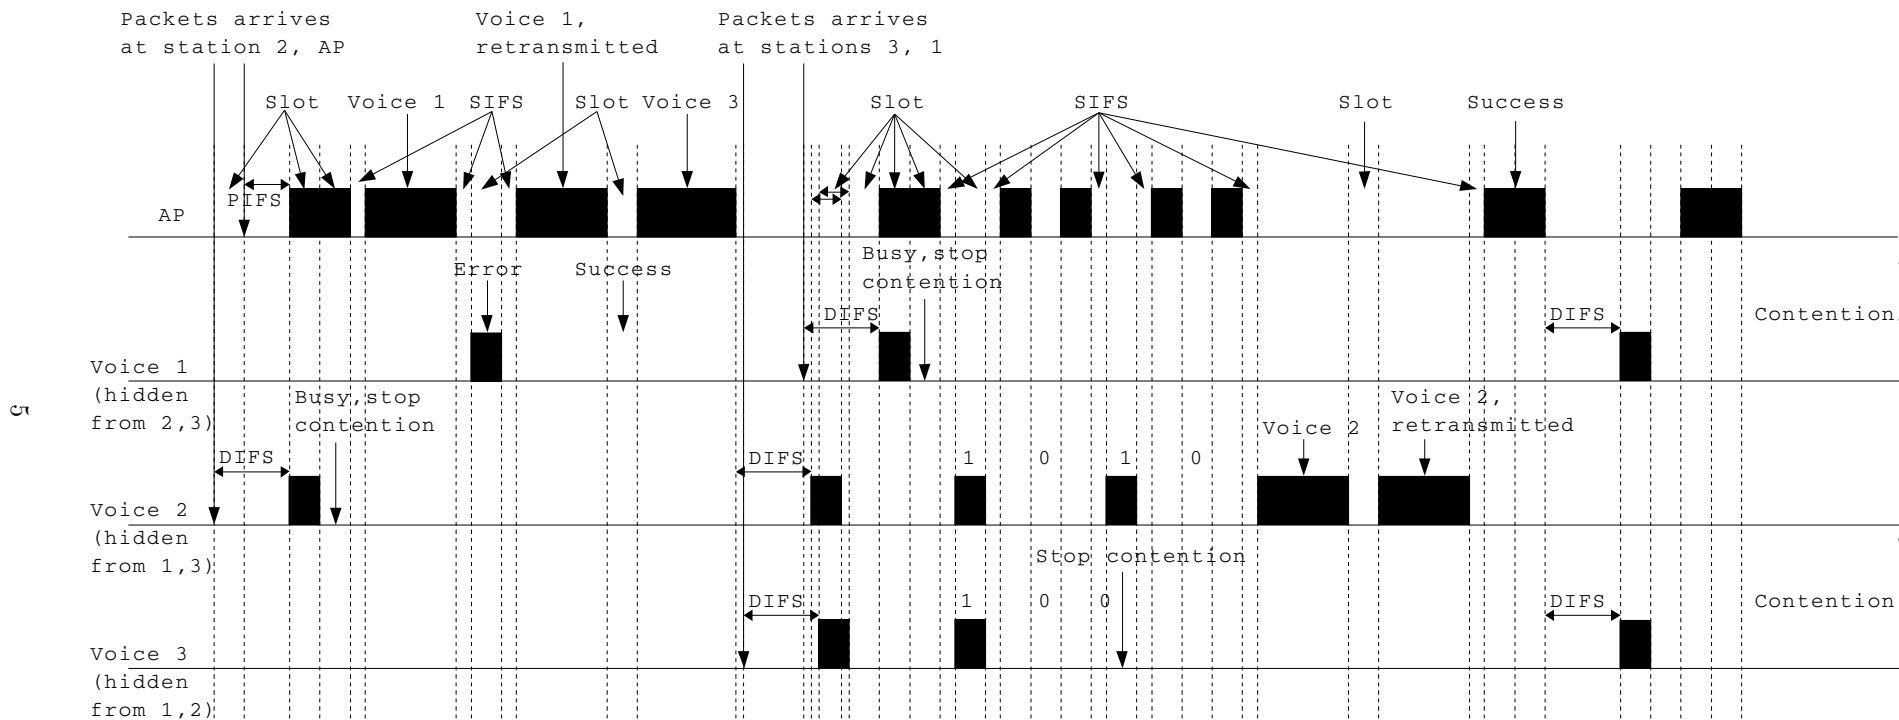 Packets arrives
at station 2, AP
Voice 1,
retransmitted
Packets arrives
at stations 3, 1
Slot
Voice 1
SIFS
Slot
Voice 3
Slot
SIFS
Slot
Success
PIFS
AP
Error
Success
Busy,stop
contention
DIFS
DIFS
Contention
Voice 1
(hidden
from 2,3)
Busy,stop
contention
Voice 2,
retransmitted
Voice 2
DIFS
DIFS
1 0 1 0
Voice 2
(hidden
from 1,3)
Stop contention
DIFS
1 0 0
DIFS
Contention
Voice 3
(hidden
from 1,2)
5